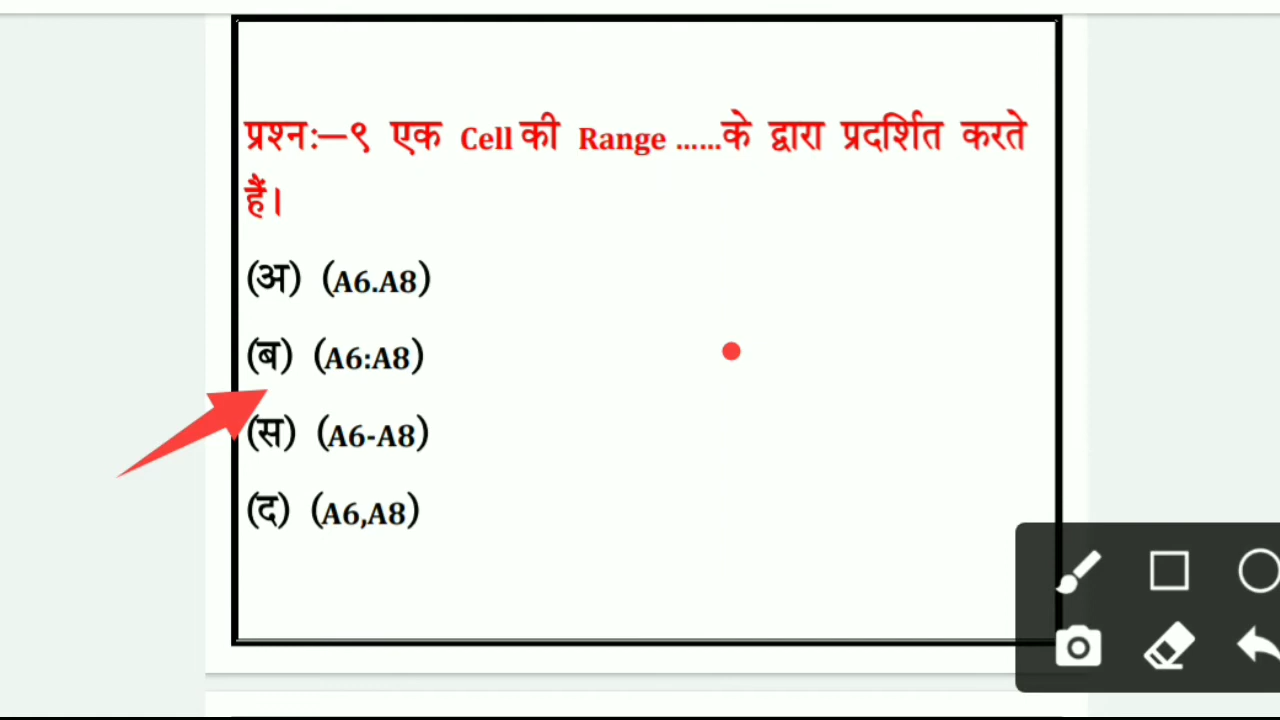 प्रश्नः—९ एक Cell की Range ......के द्वारा प्रदर्शित करते
हैं।
(अ) (A6.A8)
(ब) (A6:A8)
(स) (A6-A8)
(द) (A6,A8)